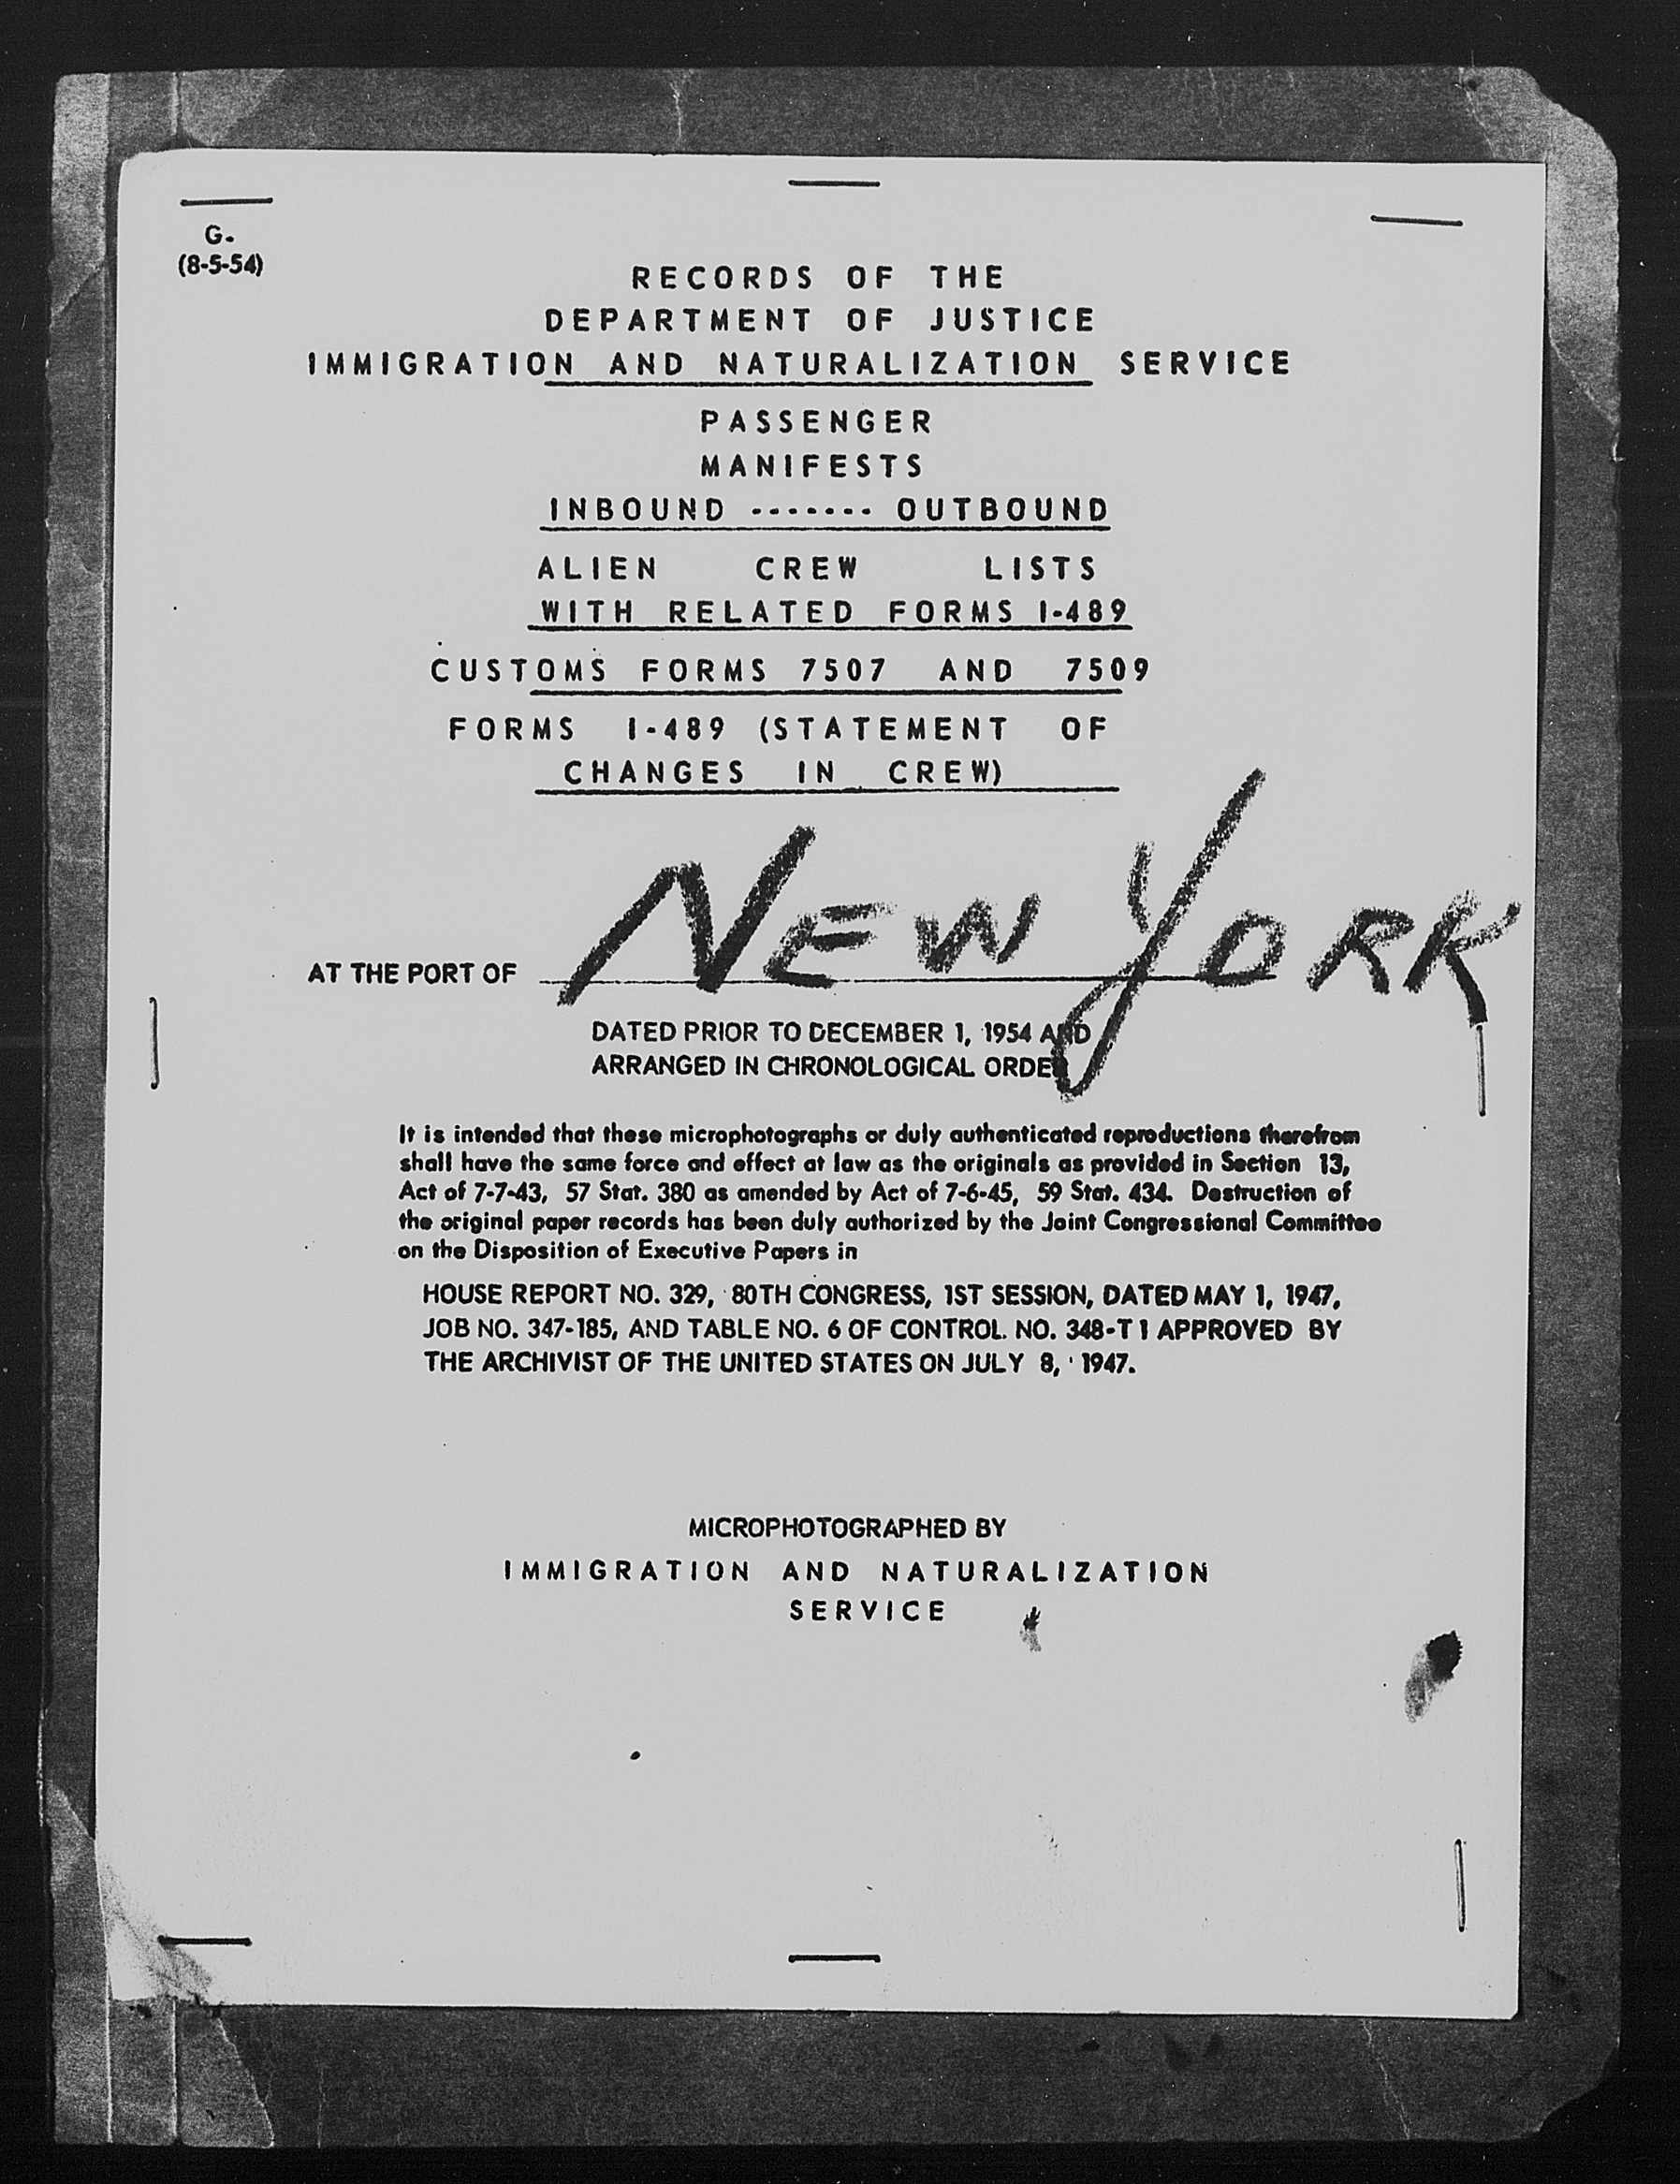 G.
(8-5-54)
RECORDS OF THE
DEPARTMENT OF JUSTICE
IMMIGRATION AND NATURALIZATION SERVICE
PASSENGER
MANIFESTS
INBOUND ------- OUTBOUND
ALIEN CREW LISTS
WITH RELATED FORMS I-489
CUSTOMS FORMS 7507 AND 7509
FORMS I-489 (STATEMENT OF
CHANGES IN CREW)
AT THE PORT OF NEW YORK
DATED PRIOR TO DECEMBER 1, 1954 AND
ARRANGED IN CHRONOLOGICAL ORDER
It is intended that these microphotographs or duly authenticated reproductions therefrom
shall have the same force and effect at law as the originals as provided in Section 13,
Act of 7-7-43, 57 Stat. 380 as amended by Act of 7-6-45, 59 Stat. 434. Destruction of
the original paper records has been duly authorized by the Joint Congressional Committee
on the Disposition of Executive Papers in
HOUSE REPORT NO. 329, 80TH CONGRESS, 1ST SESSION, DATED MAY 1, 1947,
JOB NO. 347-185, AND TABLE NO. 6 OF CONTROL. NO. 348-T1 APPROVED BY
THE ARCHIVIST OF THE UNITED STATES ON JULY 8, 1947.
MICROPHOTOGRAPHED BY
IMMIGRATION AND NATURALIZATION
SERVICE